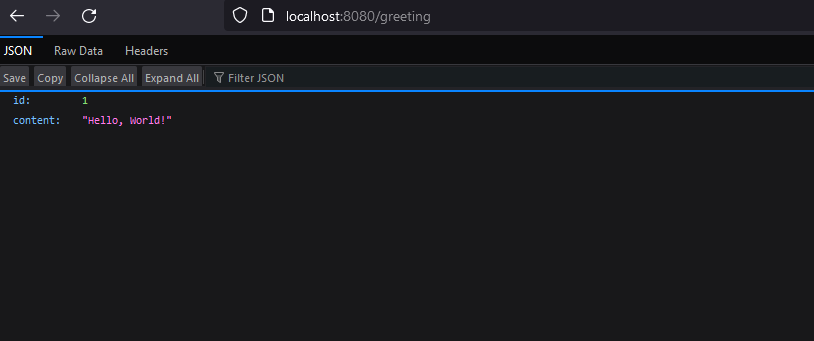 localhost:8080/greeting
JSON Raw Data Headers
Save Copy Collapse All Expand All Filter JSON
id: 1
content: "Hello, World!"